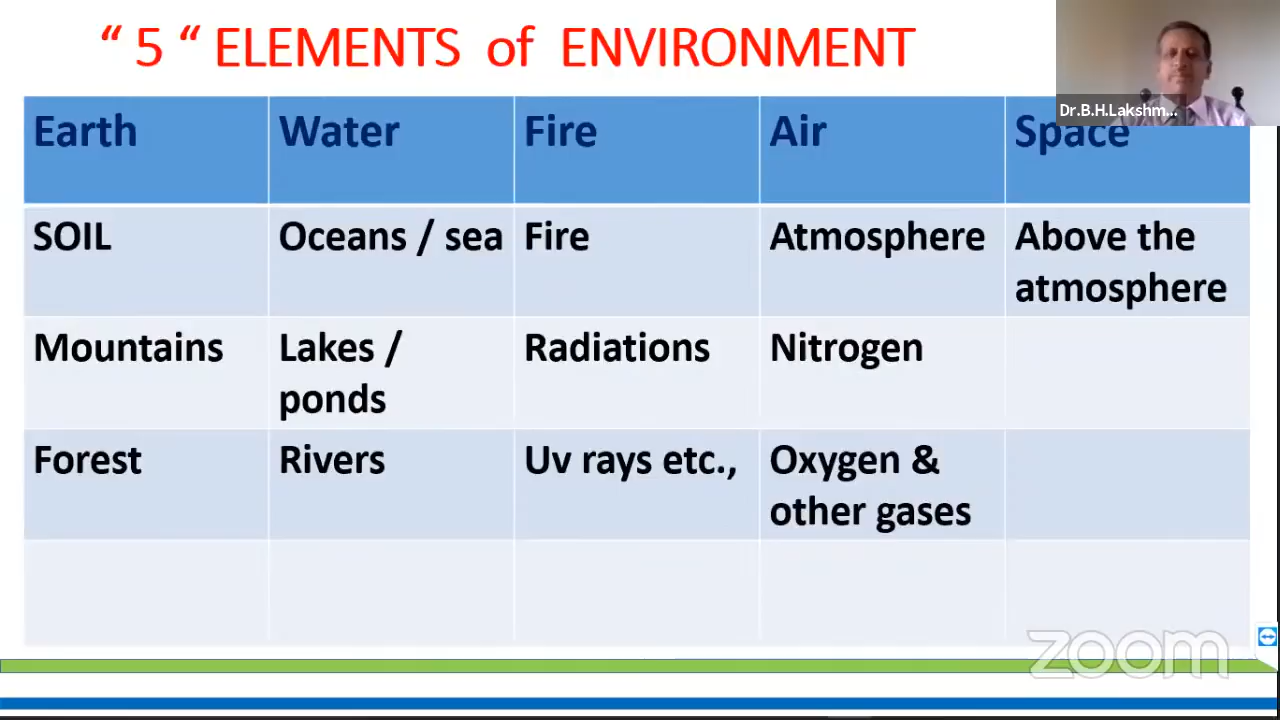 “ 5 “ ELEMENTS of ENVIRONMENT
Dr.B.H.Lakshm...
Earth Water Fire Air Space
SOIL Oceans / sea Fire Atmosphere Above the
atmosphere
Mountains Lakes / Radiations Nitrogen
ponds
Forest Rivers Uv rays etc., Oxygen &
other gases
zoom